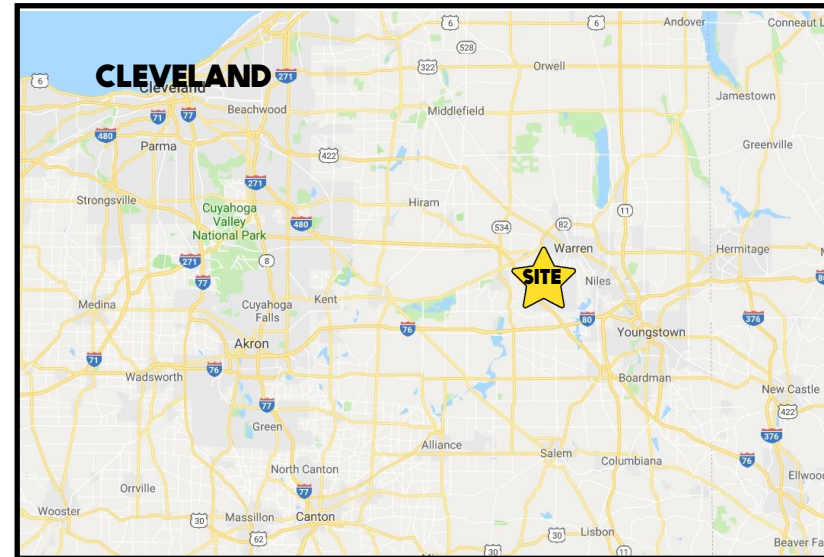 6
6
Andover
Conneaut L
528
322
Orwell
CLEVELAND
271
Cleveland
6
Jamestown
Beachwood
Middlefield
71
77
480
Parma
422
Greenville
271
Strongsville
Cuyahoga
Valley
National Park
Hiram
11
480
534
82
Warren
Hermitage
271
8
SITE
Niles
77
80
Medina
Cuyahoga
Falls
Kent
376
80
76
Youngstown
Akron
71
76
Wadsworth
Boardman
New Castle
77
422
Green
376
Alliance
Salem
Columbiana
76
North Canton
Ellwoo
77
Orrville
Wooster
30
Massillon
Canton
62
30
Lisbon
30
11
Beaver Fa